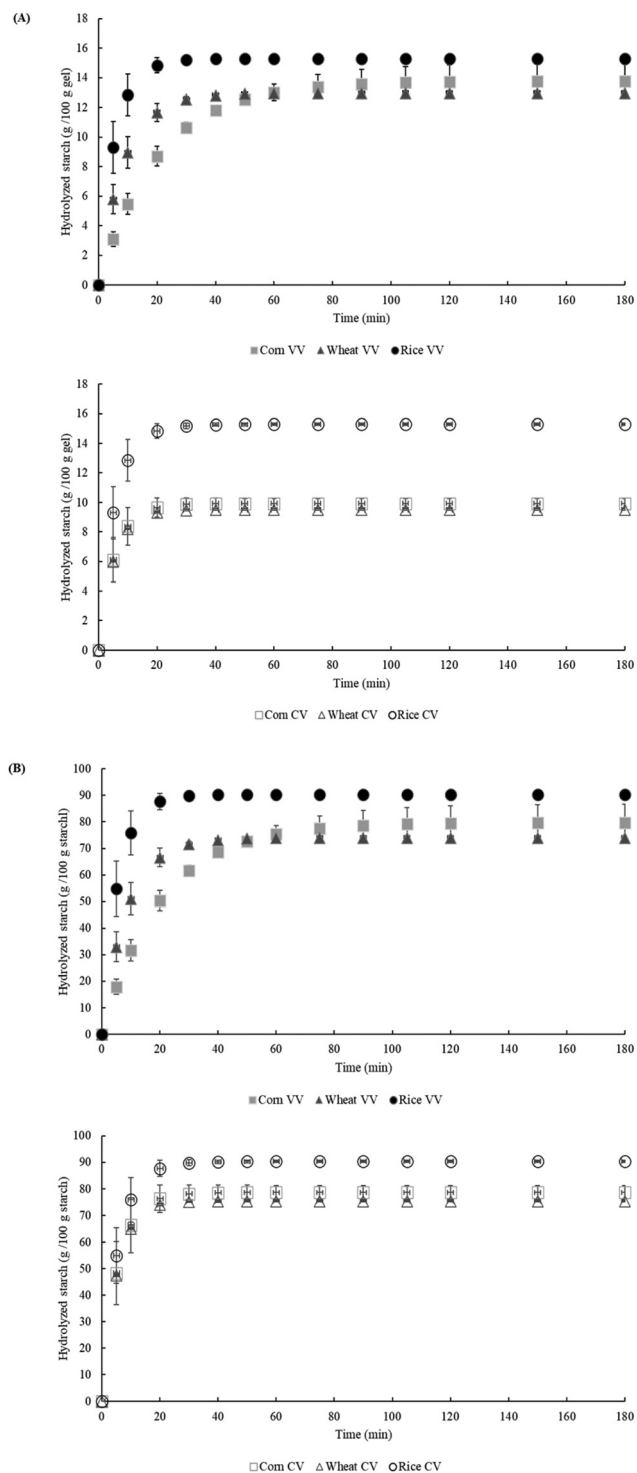 (A)
18
16
14
12
10
8
6
4
2
0
Hydrolyzed starch (g /100 g gel)
0 20 40 60 80 100 120 140 160 180
Time (min)
Corn VV Wheat VV Rice VV
18
16
14
12
10
8
6
4
2
0
Hydrolyzed starch (g /100 g gel)
0 20 40 60 80 100 120 140 160 180
Time (min)
Corn CV Wheat CV Rice CV
(B)
100
90
80
70
60
50
40
30
20
10
0
Hydrolyzed starch (g /100 g starchl)
0 20 40 60 80 100 120 140 160 180
Time (min)
Corn VV Wheat VV Rice VV
100
90
80
70
60
50
40
30
20
10
0
Hydrolyzed starch (g /100 g starch)
0 20 40 60 80 100 120 140 160 180
Time (min)
Corn CV Wheat CV Rice CV